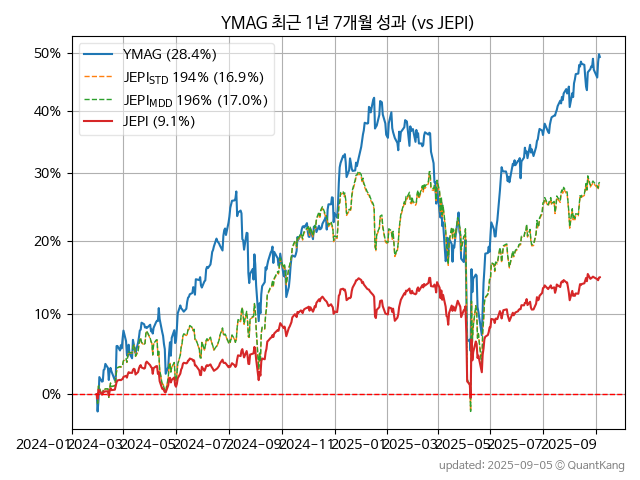 YMAG 최근 1년 7개월 성과 (vs JEPI)
YMAG (28.4%)
JEPI_STD 194% (16.9%)
JEPI_MDD 196% (17.0%)
JEPI (9.1%)
50%
40%
30%
20%
10%
0%
2024-01 2024-03 2024-05 2024-07 2024-09 2024-11 2025-01 2025-03 2025-05 2025-07 2025-09
updated: 2025-09-05 © QuantKang